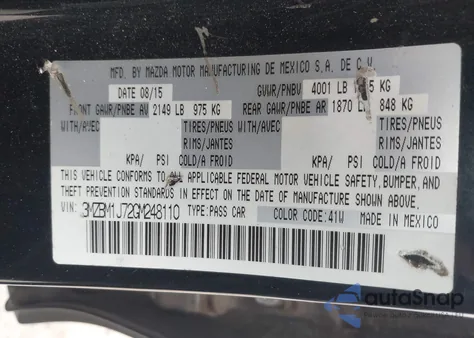 MFD. BY MAZDA MOTOR MANUFACTURING DE MEXICO S.A. DE C.V.
DATE 08/15 GVWR/PNBV 4001 LB KG
FRONT GAWR/PNBE AV 2149 LB 975 KG REAR GAWR/PNBE AR 1870 LB 848 KG
WITH/AVEC TIRES/PNEUS WITH/AVEC TIRES/PNEUS
RIMS/JANTES RIMS/JANTES
KPA/ PSI COLD/A FROID KPA/ PSI COLD/A FROID
THIS VEHICLE CONFORMS TO ALL APPLICABLE FEDERAL MOTOR VEHICLE SAFETY, BUMPER, AND
THEFT PREVENTION STANDARDS IN EFFECT ON THE DATE OF MANUFACTURE SHOWN ABOVE.
VIN: 3MZBM1J72GM248110 TYPE:PASS CAR COLOR CODE:41W MADE IN MEXICO
autoSnap